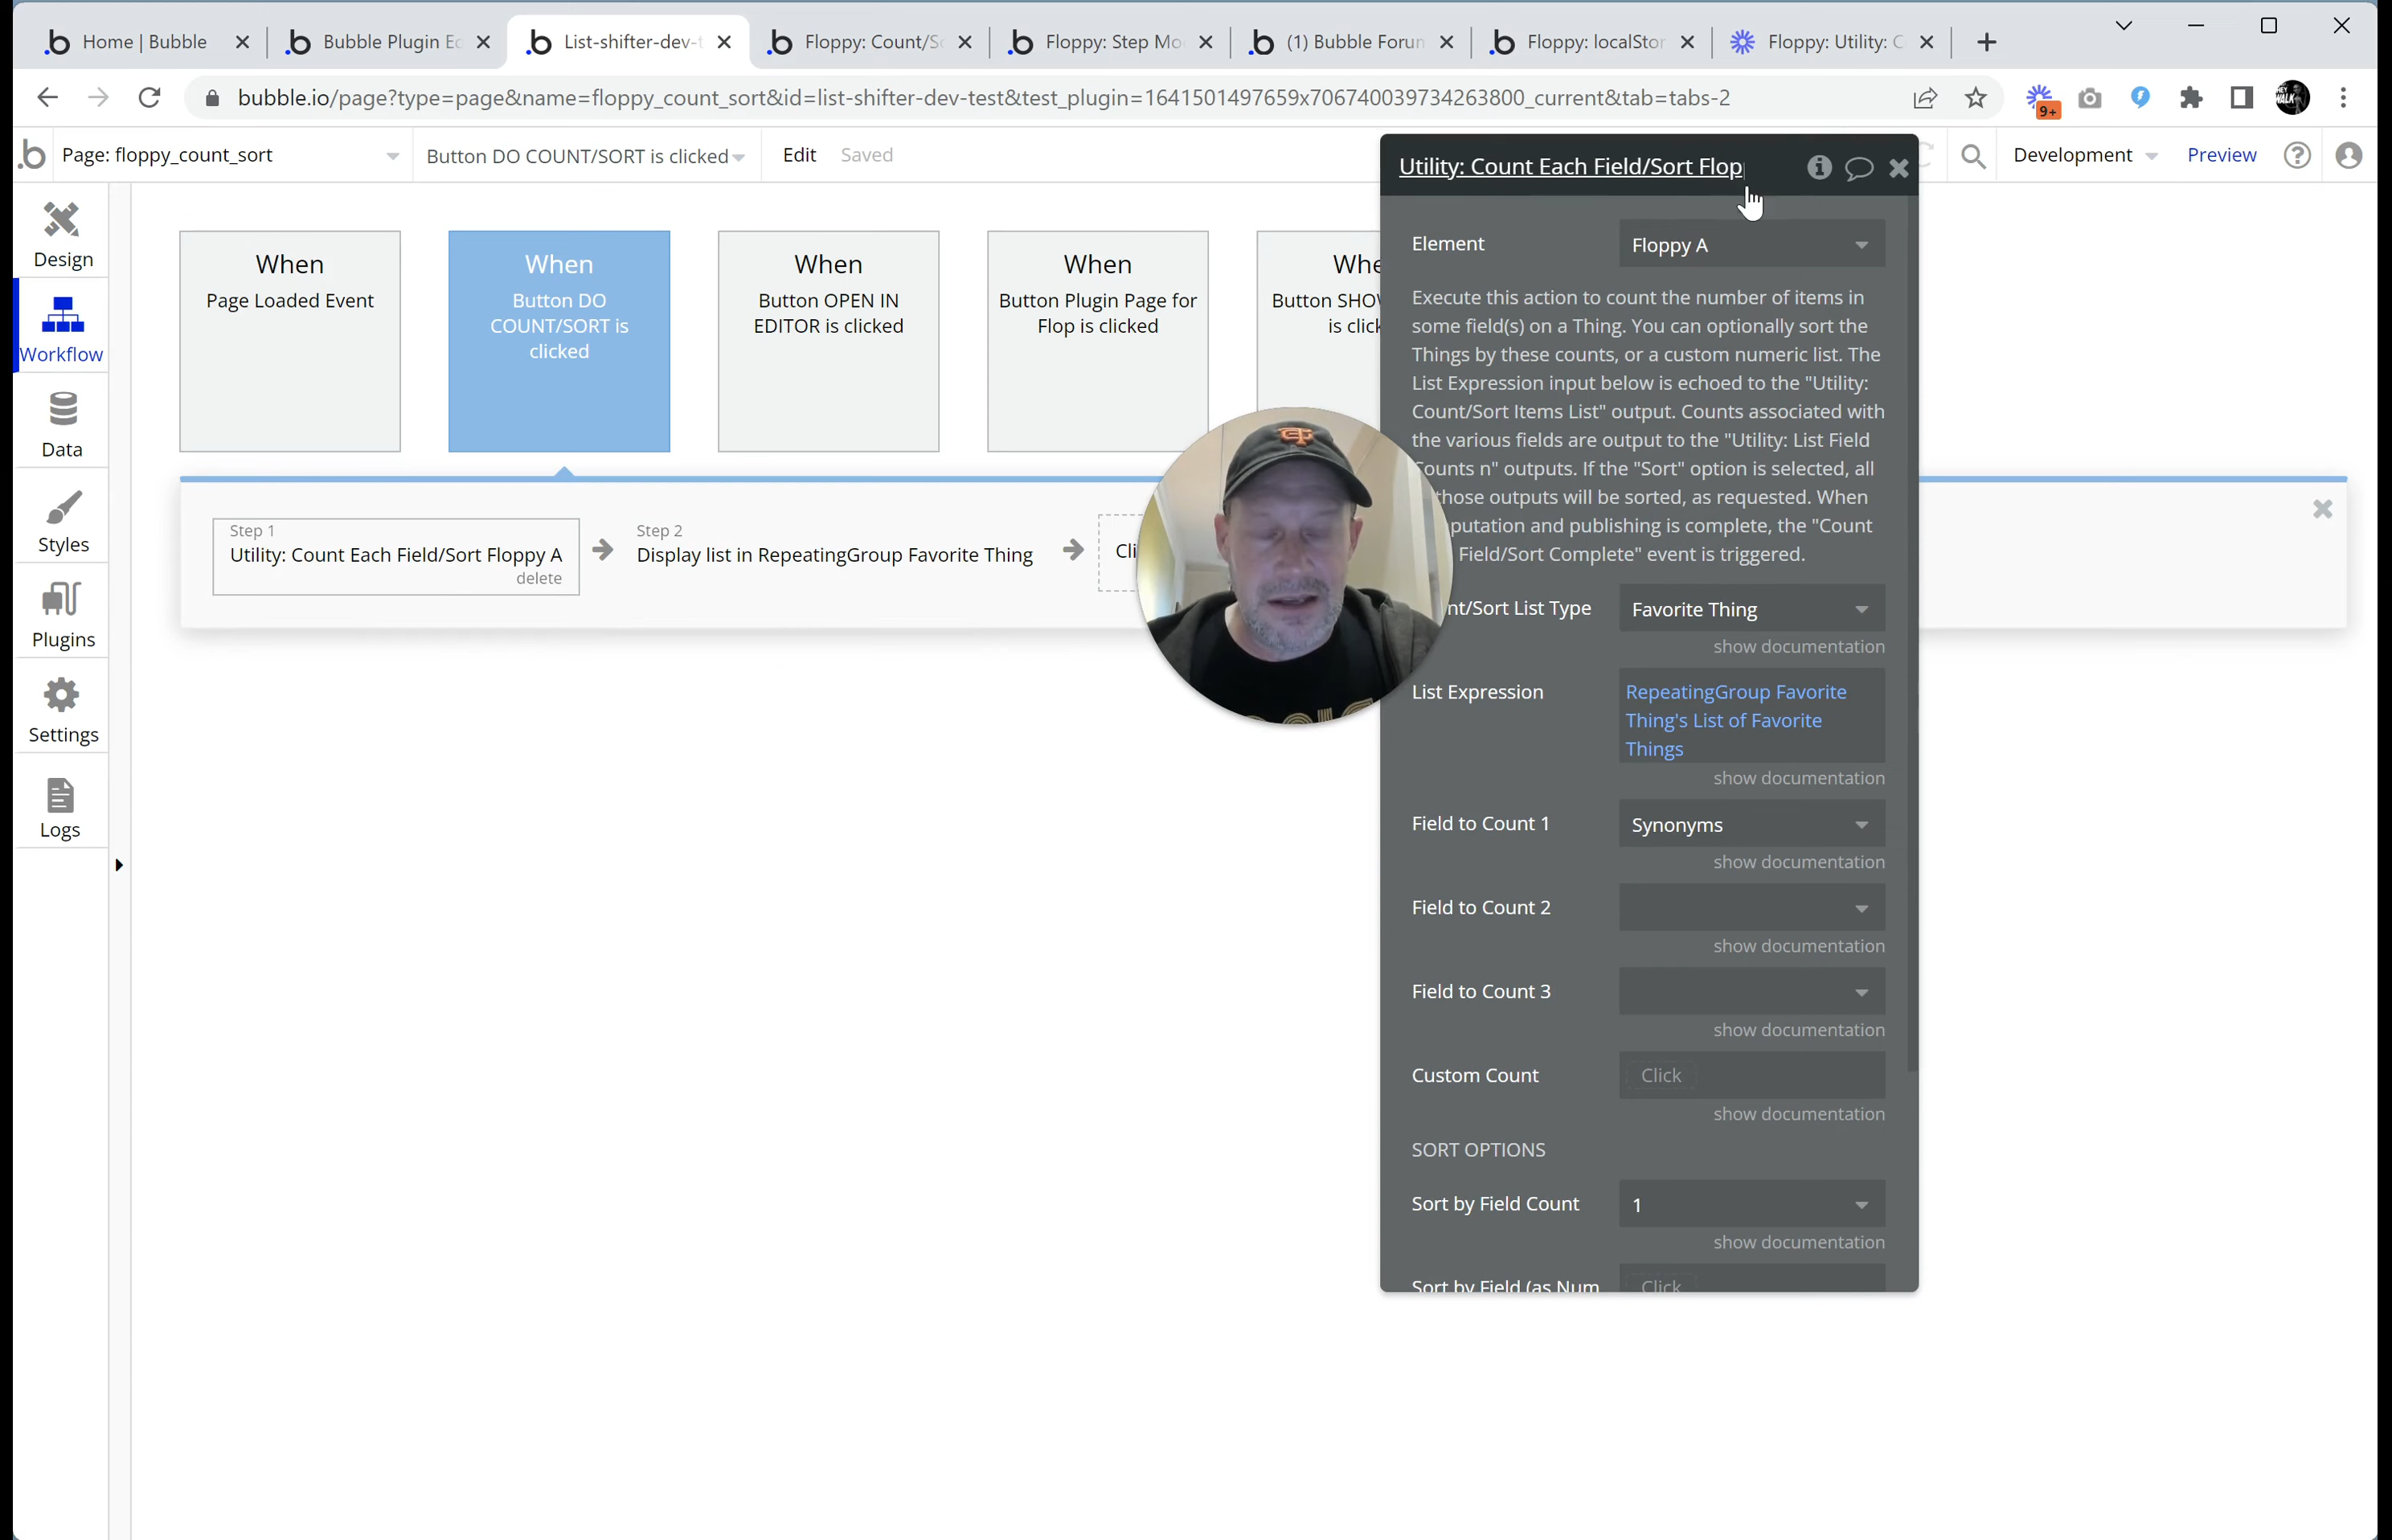 Home | Bubble
Bubble Plugin Ec
List-shifter-dev-t
Floppy: Count/So
Floppy: Step Mo
(1) Bubble Forun
Floppy: localStor
Floppy: Utility: C
bubble.io/page?type=page&name=floppy_count_sort&id=list-shifter-dev-test&test_plugin=1641501497659x706740039734263800_current&tab=tabs-2
9+
Page: floppy_count_sort
Button DO COUNT/SORT is clicked
Edit
Saved
Development
Preview
Design
Workflow
Data
Styles
Plugins
Settings
Logs
When
Page Loaded Event
When
Button DO
COUNT/SORT is
clicked
When
Button OPEN IN
EDITOR is clicked
When
Button Plugin Page for
Flop is clicked
Whe
Button SHO
is click
Step 1
Utility: Count Each Field/Sort Floppy A
delete
Step 2
Display list in RepeatingGroup Favorite Thing
Cli
Utility: Count Each Field/Sort Flop
Element
Floppy A
Execute this action to count the number of items in
some field(s) on a Thing. You can optionally sort the
Things by these counts, or a custom numeric list. The
List Expression input below is echoed to the "Utility:
Count/Sort Items List" output. Counts associated with
the various fields are output to the "Utility: List Field
ounts n" outputs. If the "Sort" option is selected, all
those outputs will be sorted, as requested. When
putation and publishing is complete, the "Count
Field/Sort Complete" event is triggered.
nt/Sort List Type
Favorite Thing
show documentation
List Expression
RepeatingGroup Favorite
Thing's List of Favorite
Things
show documentation
Field to Count 1
Synonyms
show documentation
Field to Count 2
show documentation
Field to Count 3
show documentation
Custom Count
Click
show documentation
SORT OPTIONS
Sort by Field Count
1
show documentation
Sort by Field (as Num
Click